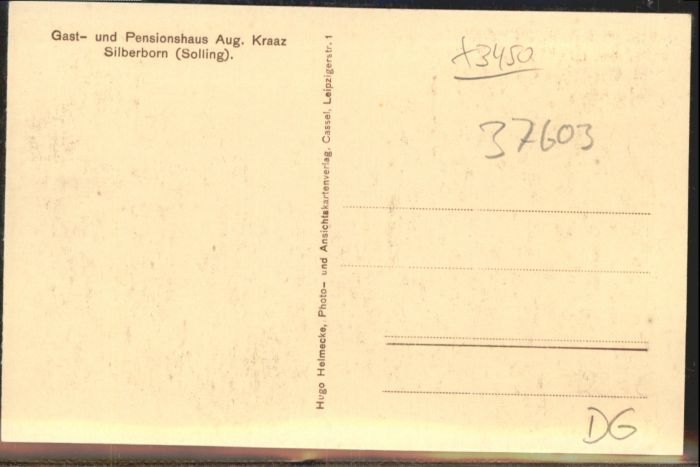 Gast- und Pensionshaus Aug. Kraaz
Silberborn (Solling).
Hugo Helmecke, Photo- und Ansichtskartenverlag, Cassel, Leipzigerstr. 1
+3450
37603
DG